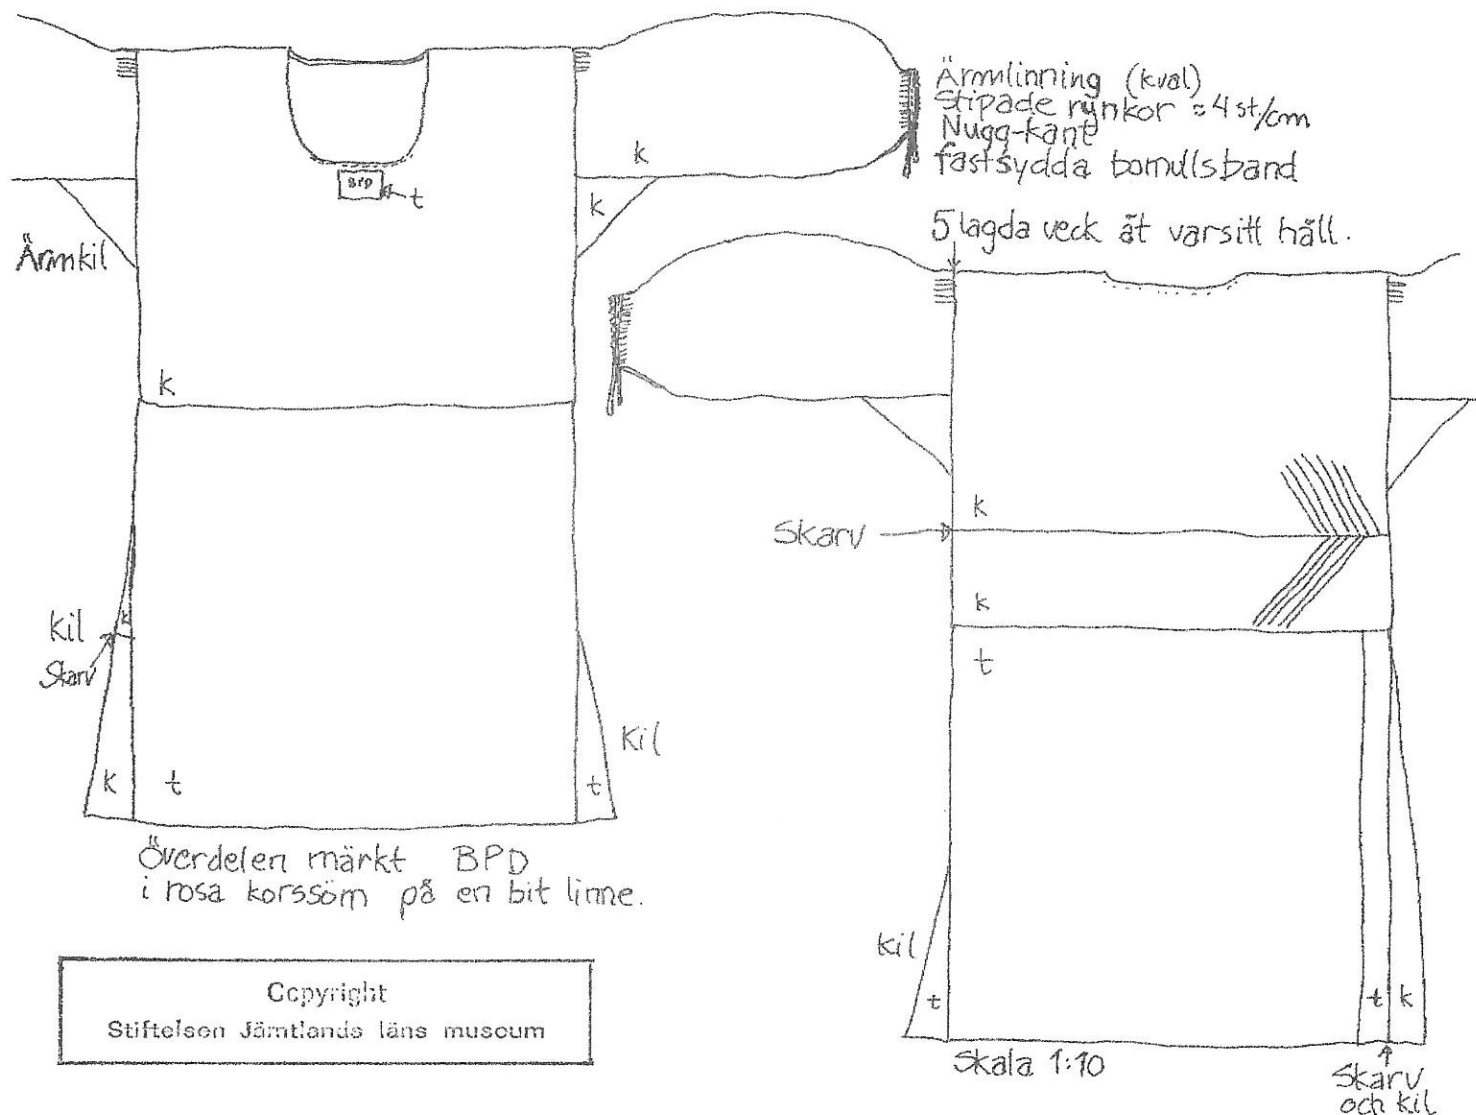 Ärmlinning (kval)
Stipade rynkor ≈ 4 st/cm
Nugg-kant
fastsydda bomullsband
k
BPD
t
k
5 lagda veck åt varsitt håll.
Ärmkil
k
k
Skarv
k
t
kil
k
Skarv
Kil
k
t
t
Överdelen märkt BPD
i rosa korssöm på en bit linne.
kil
t
t
k
Skala 1:10
Skarv
och kil
Copyright
Stiftelsen Jämtlands läns museum